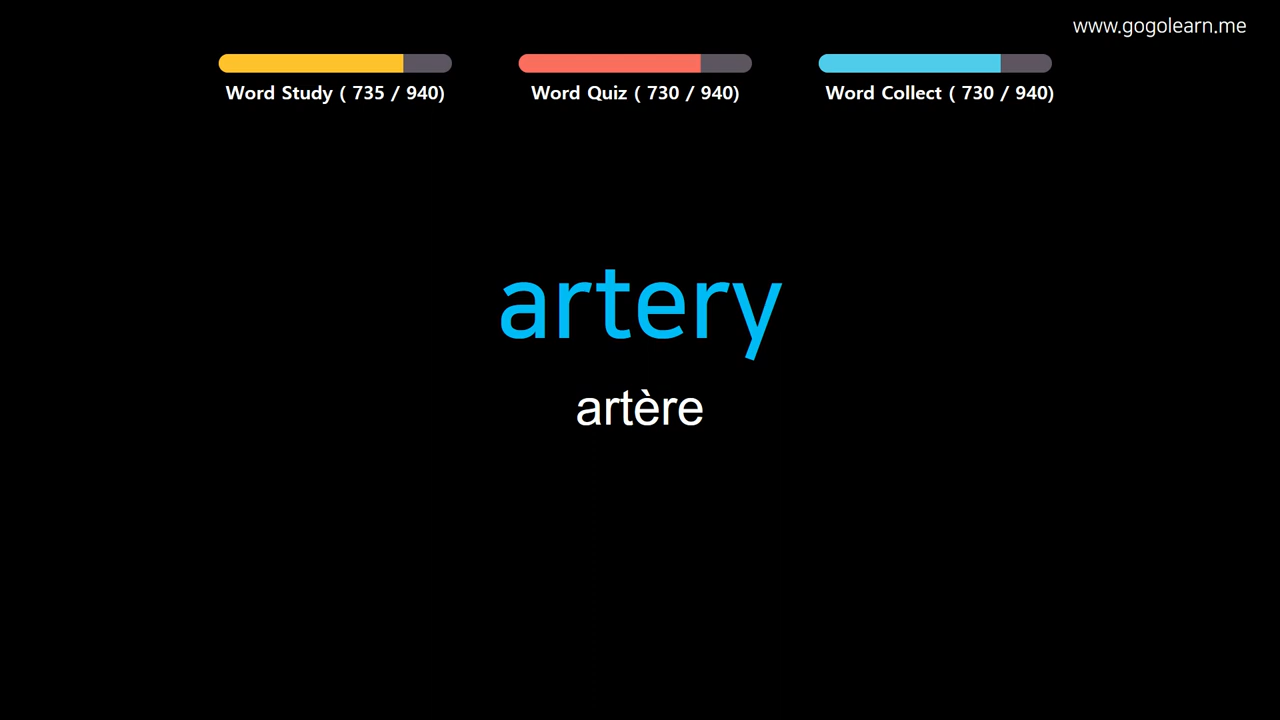 www.gogolearn.me
Word Study ( 735 / 940)
Word Quiz ( 730 / 940)
Word Collect ( 730 / 940)
artery
artère